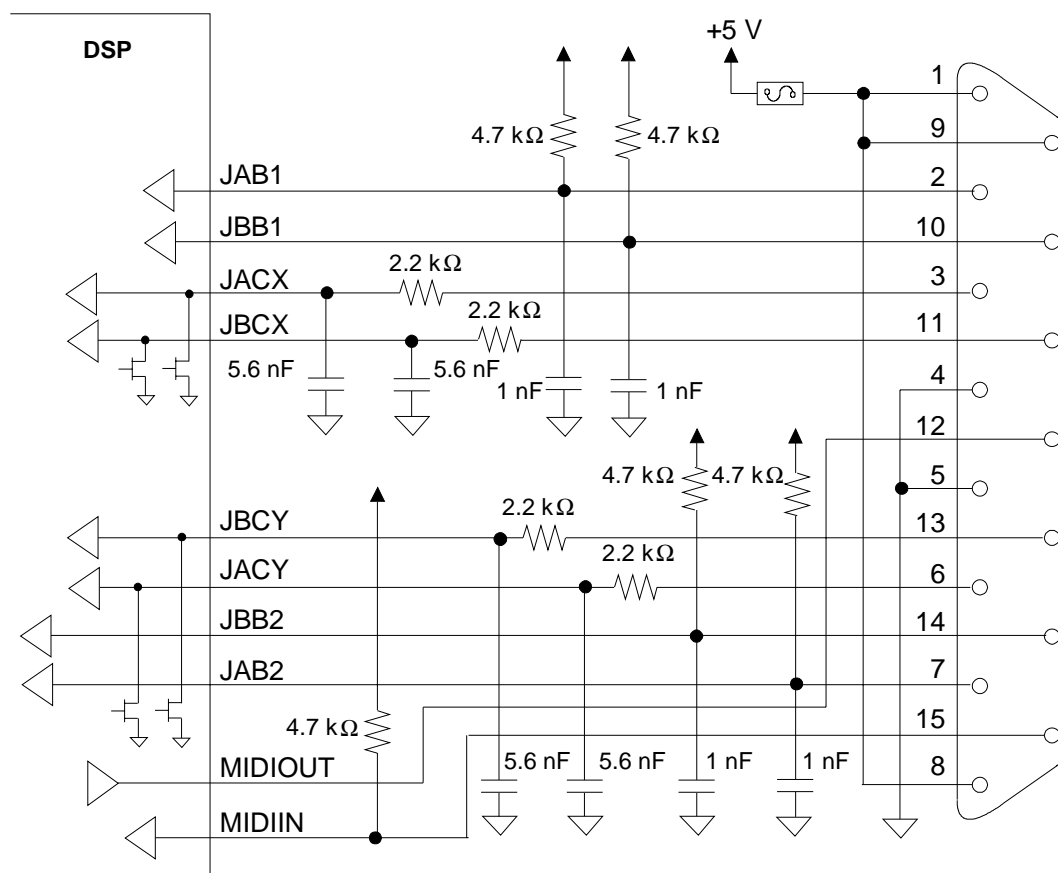 DSP
+5 V
1
9
4.7 kΩ
4.7 kΩ
JAB1
2
JBB1
10
JACX
2.2 kΩ
3
JBCX
2.2 kΩ
11
5.6 nF
5.6 nF
1 nF
1 nF
4
12
4.7 kΩ
4.7 kΩ
5
JBCY
2.2 kΩ
13
JACY
2.2 kΩ
6
JBB2
14
JAB2
7
4.7 kΩ
15
MIDIOUT
5.6 nF
5.6 nF
1 nF
1 nF
8
MIDIIN